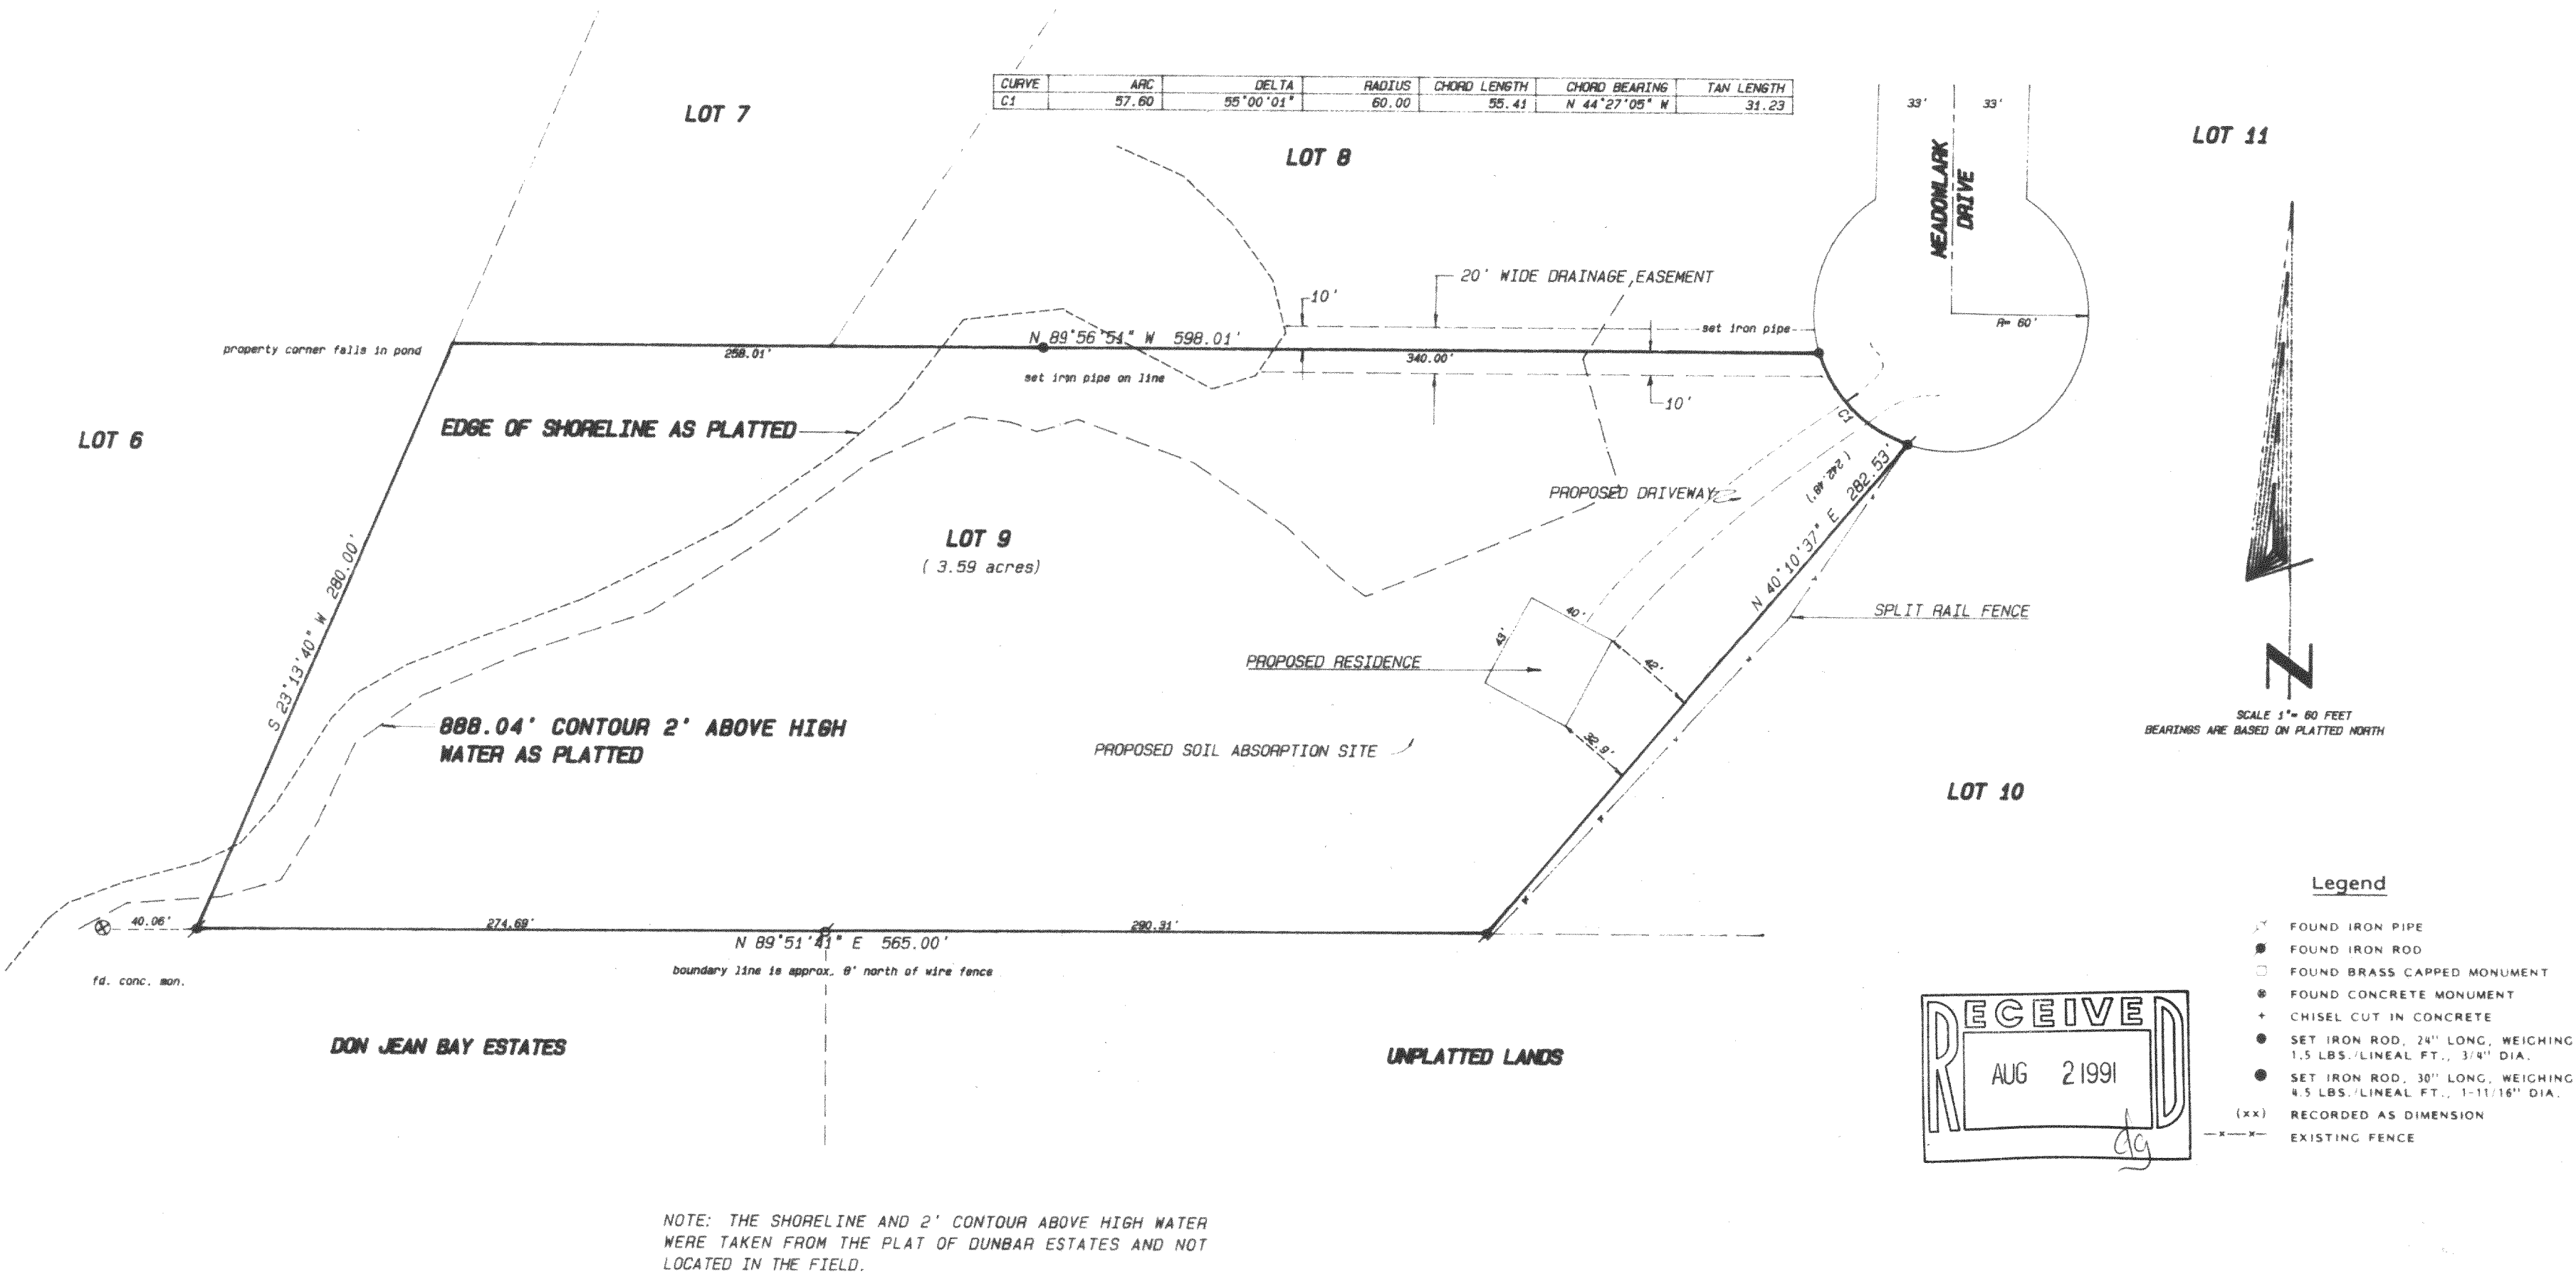 CURVE ARC DELTA RADIUS CHORD LENGTH CHORD BEARING TAN LENGTH
C1 57.60 55°00'01" 60.00 55.41 N 44°27'05" W 31.23
LOT 7
LOT 8
33' 33'
LOT 11
MEADOWLARK
DRIVE
20' WIDE DRAINAGE EASEMENT
10'
set iron pipe
R= 60'
property corner falls in pond
N 89°56'51" W 598.01'
258.01'
340.00'
set iron pipe on line
10'
C1
EDGE OF SHORELINE AS PLATTED
LOT 6
(242.48')
282.53'
N 40°10'37" E
PROPOSED DRIVEWAY
LOT 9
( 3.59 acres)
S 23°13'40" W 280.00'
40'
43'
SPLIT RAIL FENCE
PROPOSED RESIDENCE
42'
N
SCALE 1"= 60 FEET
BEARINGS ARE BASED ON PLATTED NORTH
888.04' CONTOUR 2' ABOVE HIGH
WATER AS PLATTED
PROPOSED SOIL ABSORPTION SITE
32.9'
LOT 10
40.06'
274.69'
290.31'
N 89°51'41" E 565.00'
boundary line is approx. 8' north of wire fence
fd. conc. mon.
DON JEAN BAY ESTATES
UNPLATTED LANDS
Legend
FOUND IRON PIPE
FOUND IRON ROD
FOUND BRASS CAPPED MONUMENT
FOUND CONCRETE MONUMENT
CHISEL CUT IN CONCRETE
SET IRON ROD, 24" LONG, WEIGHING
1.5 LBS./LINEAL FT., 3/4" DIA.
SET IRON ROD, 30" LONG, WEIGHING
4.5 LBS./LINEAL FT., 1-11/16" DIA.
(xx) RECORDED AS DIMENSION
EXISTING FENCE
RECEIVED
AUG 2 1991
dg
NOTE: THE SHORELINE AND 2' CONTOUR ABOVE HIGH WATER
WERE TAKEN FROM THE PLAT OF DUNBAR ESTATES AND NOT
LOCATED IN THE FIELD.